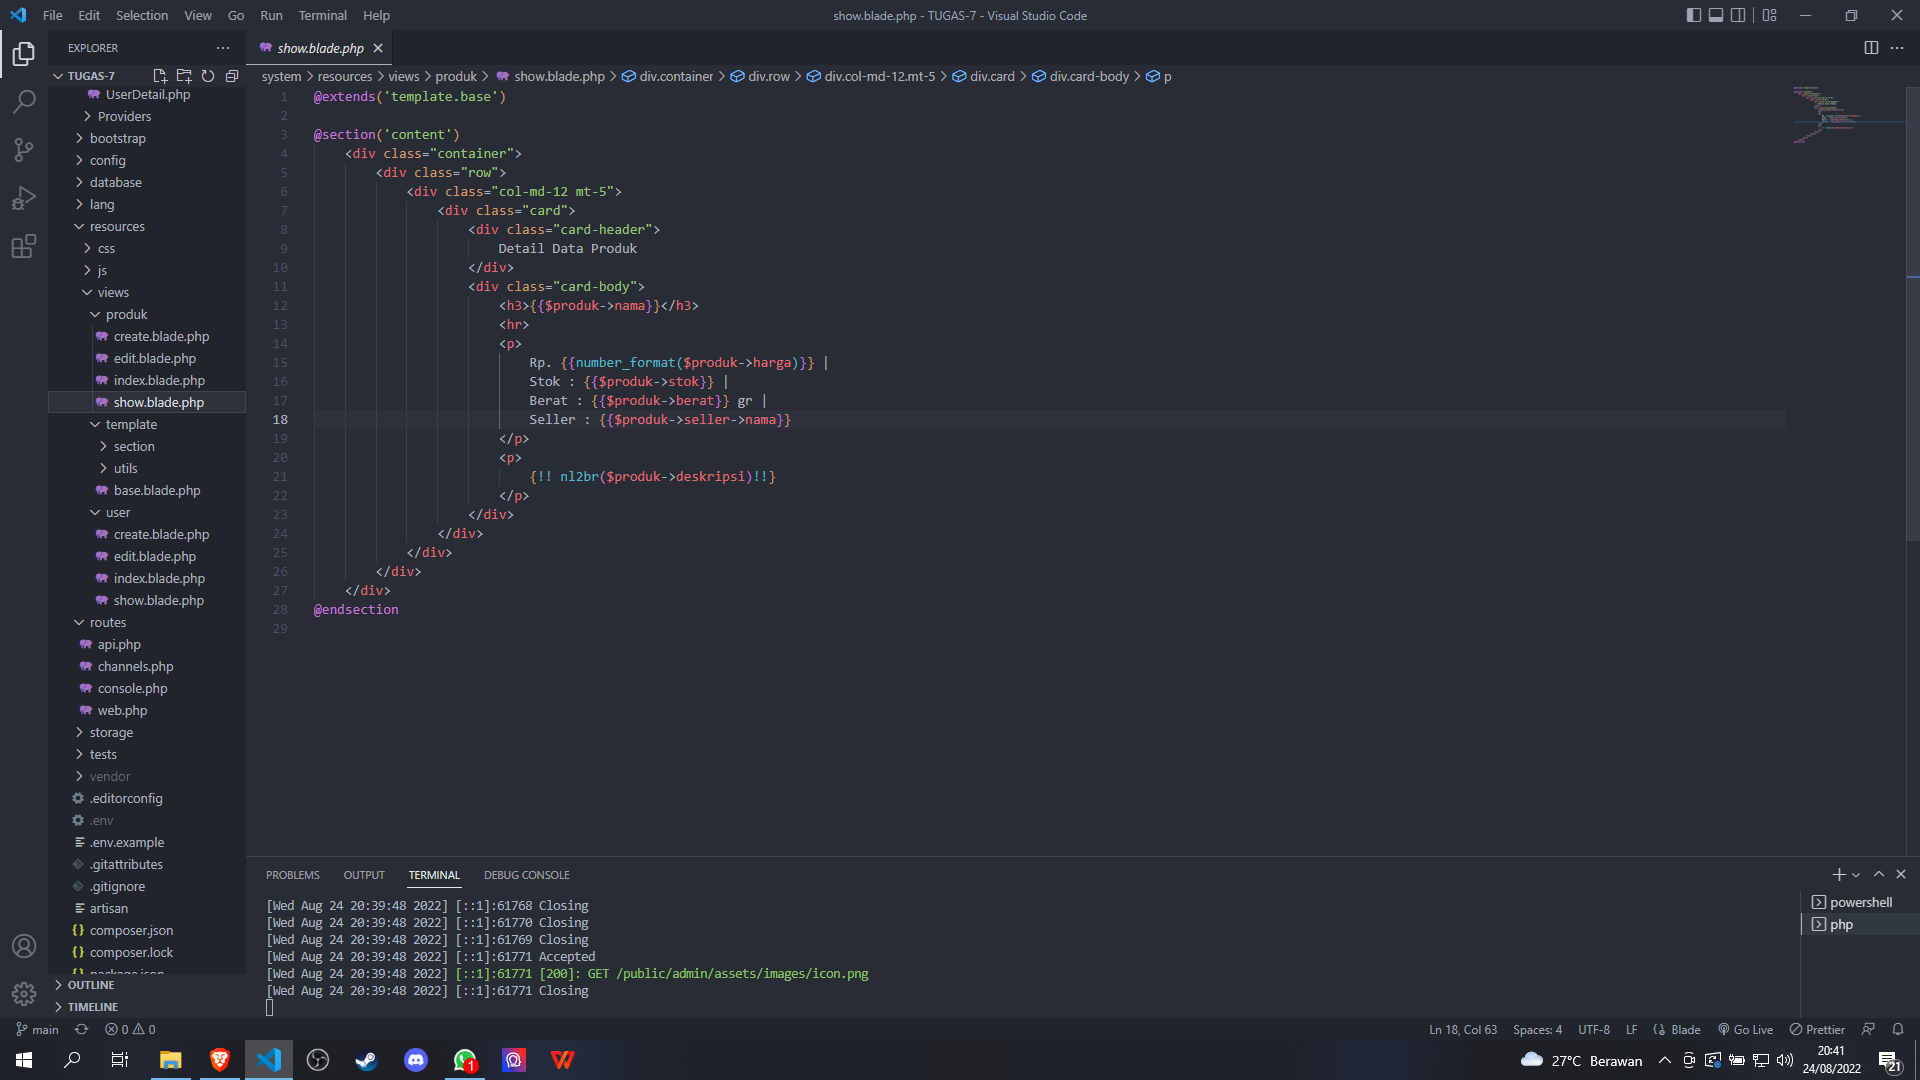 File Edit Selection View Go Run Terminal Help
show.blade.php - TUGAS-7 - Visual Studio Code
EXPLORER
show.blade.php
TUGAS-7
system > resources > views > produk > show.blade.php > div.container > div.row > div.col-md-12.mt-5 > div.card > div.card-body > p
UserDetail.php
Providers
bootstrap
config
database
lang
resources
css
js
views
produk
create.blade.php
edit.blade.php
index.blade.php
show.blade.php
template
section
utils
base.blade.php
user
create.blade.php
edit.blade.php
index.blade.php
show.blade.php
routes
api.php
channels.php
console.php
web.php
storage
tests
vendor
.editorconfig
.env
.env.example
.gitattributes
.gitignore
artisan
composer.json
composer.lock
package.json
OUTLINE
TIMELINE
1 @extends('template.base')
2
3 @section('content')
4 <div class="container">
5 <div class="row">
6 <div class="col-md-12 mt-5">
7 <div class="card">
8 <div class="card-header">
9 Detail Data Produk
10 </div>
11 <div class="card-body">
12 <h3>{{$produk->nama}}</h3>
13 <hr>
14 <p>
15 Rp. {{number_format($produk->harga)}} |
16 Stok : {{$produk->stok}} |
17 Berat : {{$produk->berat}} gr |
18 Seller : {{$produk->seller->nama}}
19 </p>
20 <p>
21 {!! nl2br($produk->deskripsi)!!}
22 </p>
23 </div>
24 </div>
25 </div>
26 </div>
27 </div>
28 @endsection
29
PROBLEMS OUTPUT TERMINAL DEBUG CONSOLE
[Wed Aug 24 20:39:48 2022] [::1]:61768 Closing
[Wed Aug 24 20:39:48 2022] [::1]:61770 Closing
[Wed Aug 24 20:39:48 2022] [::1]:61769 Closing
[Wed Aug 24 20:39:48 2022] [::1]:61771 Accepted
[Wed Aug 24 20:39:48 2022] [::1]:61771 [200]: GET /public/admin/assets/images/icon.png
[Wed Aug 24 20:39:48 2022] [::1]:61771 Closing
powershell
php
main 0 0
Ln 18, Col 63 Spaces: 4 UTF-8 LF Blade Go Live Prettier
1
27°C Berawan
20:41
24/08/2022
21